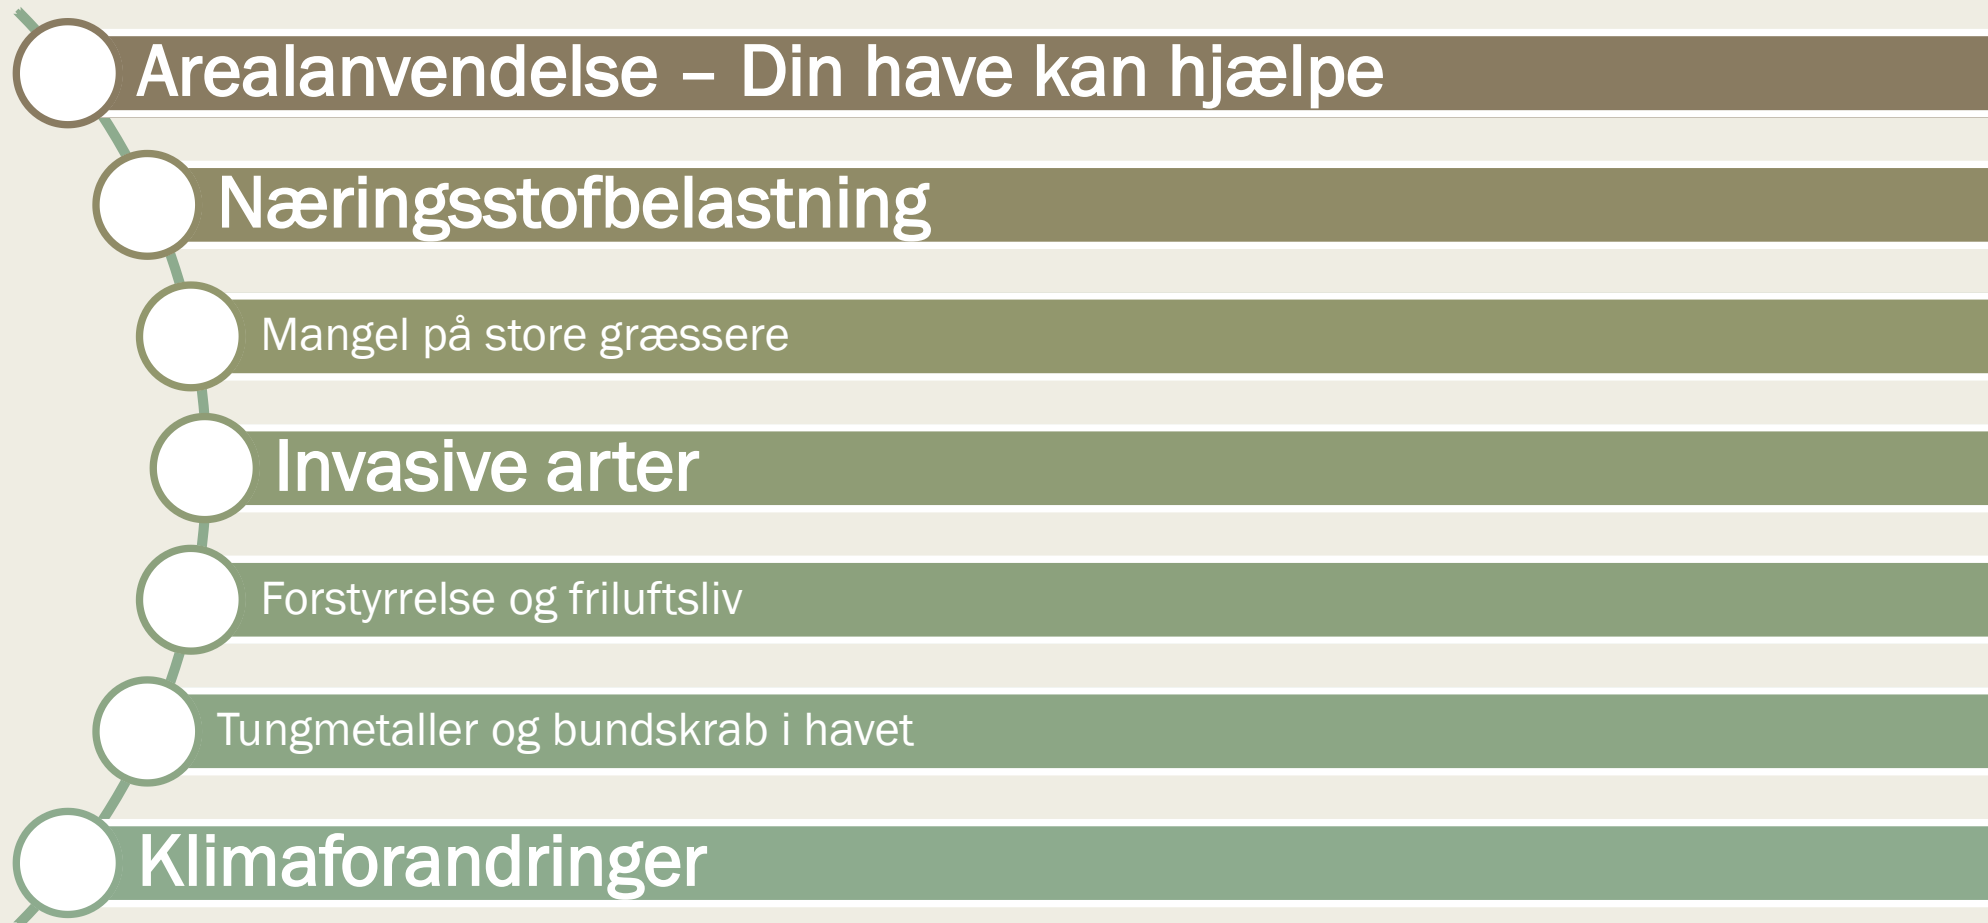 Arealanvendelse – Din have kan hjælpe
Næringsstofbelastning
Mangel på store græssere
Invasive arter
Forstyrrelse og friluftsliv
Tungmetaller og bundskrab i havet
Klimaforandringer